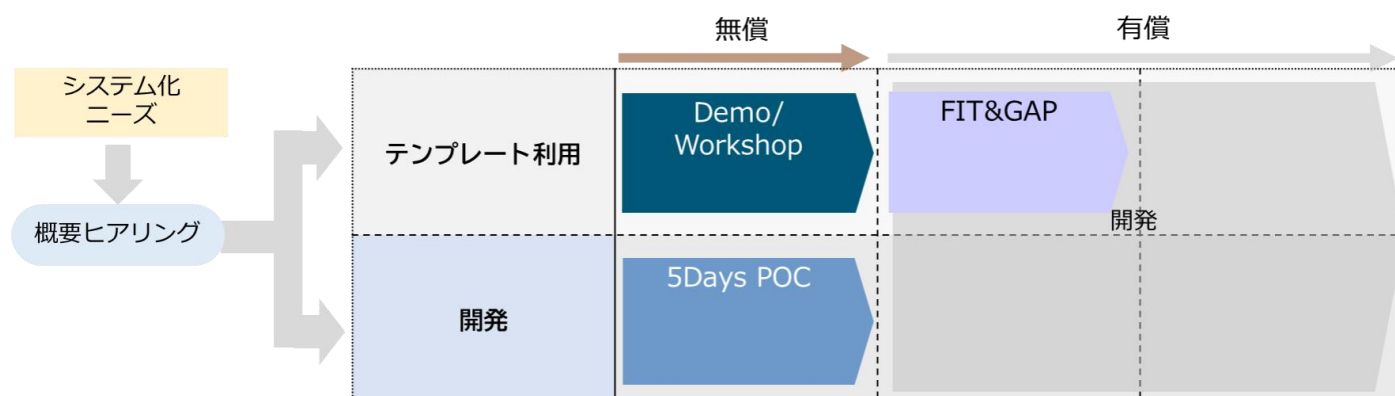 無償
有償
システム化
ニーズ
概要ヒアリング
テンプレート利用
Demo/
Workshop
FIT&GAP
開発
開発
5Days POC